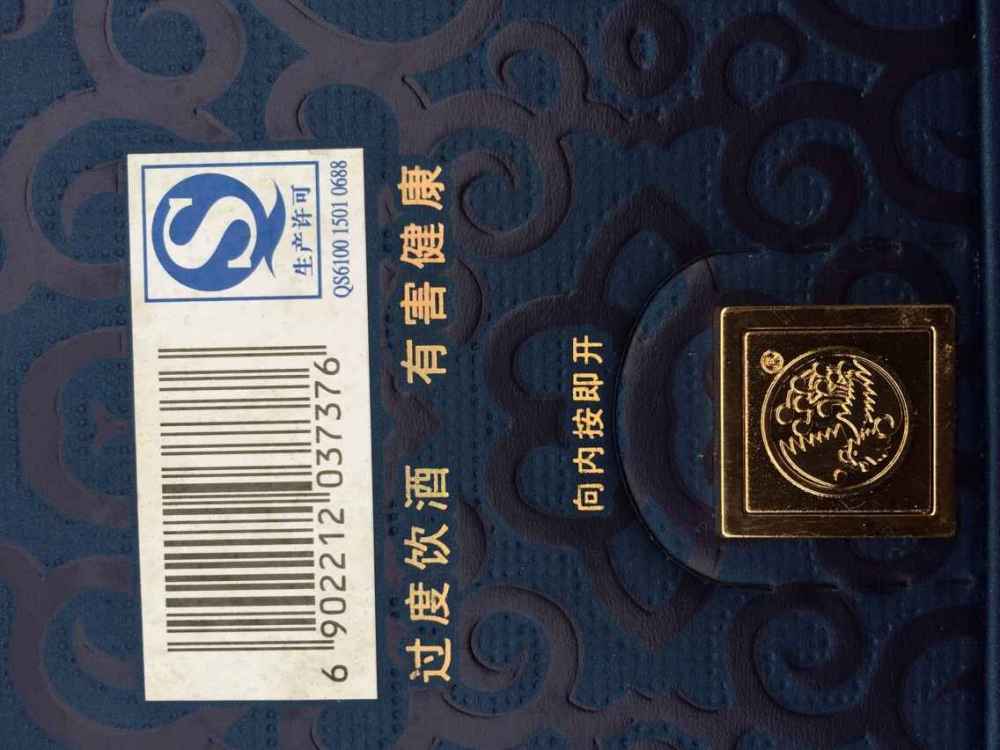 6 902212 037376
生产许可
QS6100 1501 0688
过度饮酒 有害健康
向内按即开
®